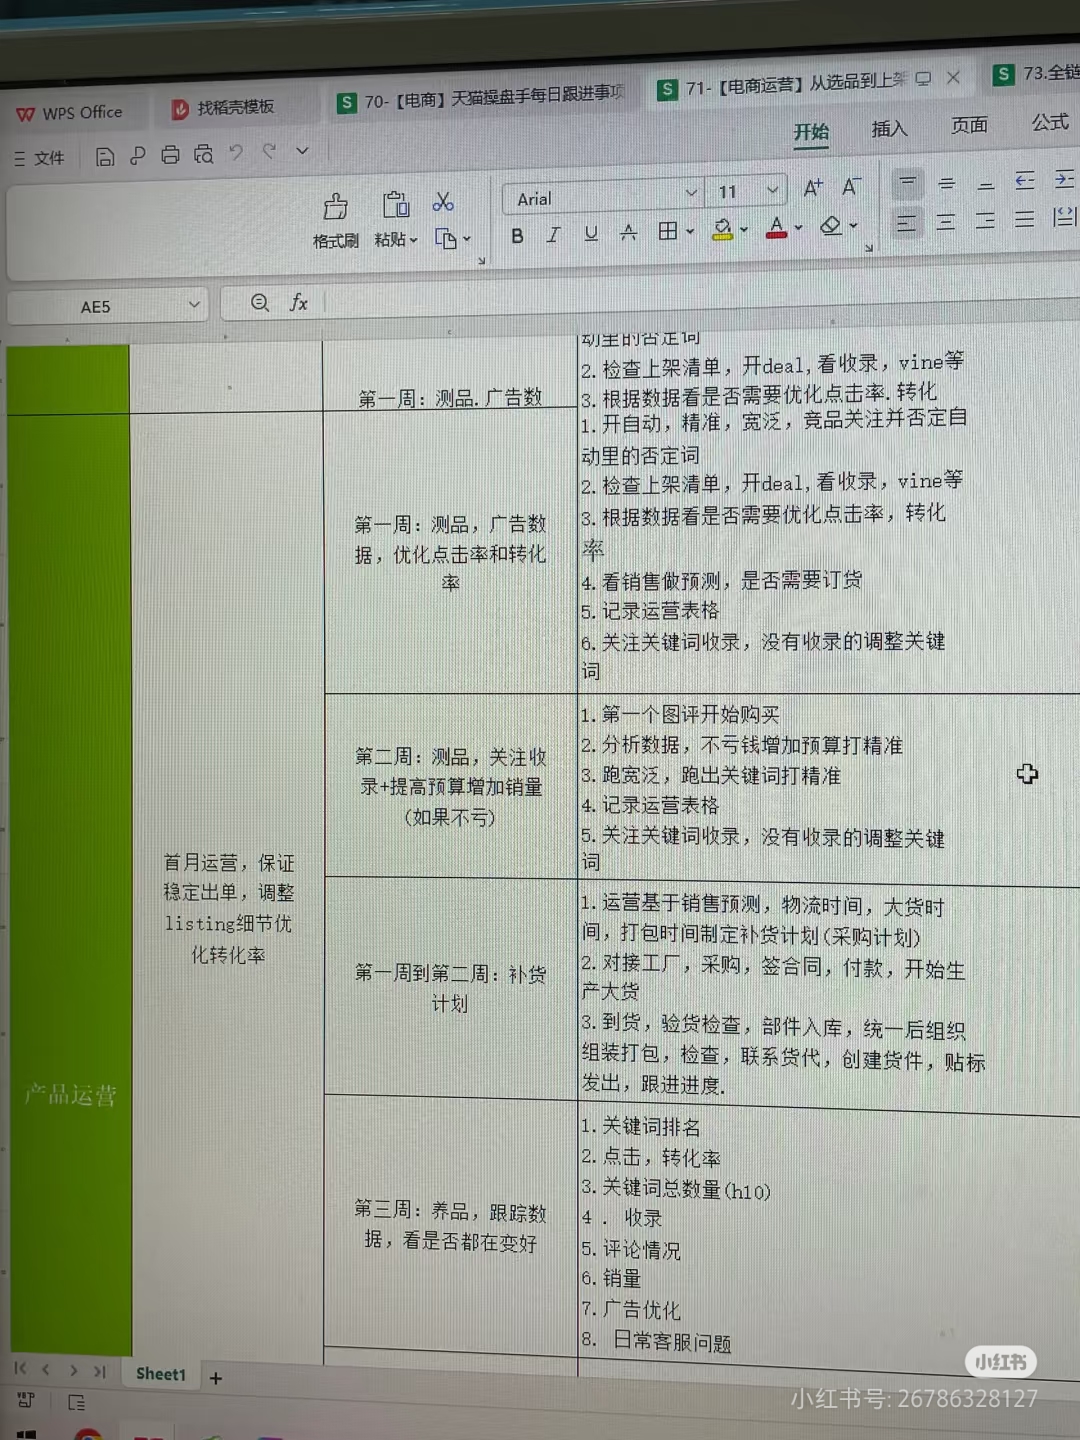 WPS Office
找稻壳模板
70-【电商】天猫操盘手每日跟进事项
71-【电商运营】从选品到上架
73.全链
文件
开始
插入
页面
公式
格式刷
粘贴
Arial
11
A+
A-
B I U A
AE5
fx
动里的否定词
2. 检查上架清单，开deal,看收录，vine等
第一周：测品.广告数
3. 根据数据看是否需要优化点击率.转化
第一周：测品，广告数
据，优化点击率和转化
率
1. 开自动，精准，宽泛，竞品关注并否定自
动里的否定词
2. 检查上架清单，开deal,看收录，vine等
3. 根据数据看是否需要优化点击率，转化
率
4. 看销售做预测，是否需要订货
5. 记录运营表格
6. 关注关键词收录，没有收录的调整关键
词
第二周：测品，关注收
录+提高预算增加销量
（如果不亏）
1. 第一个图评开始购买
2. 分析数据，不亏钱增加预算打精准
3. 跑宽泛，跑出关键词打精准
4. 记录运营表格
5. 关注关键词收录，没有收录的调整关键
词
首月运营，保证
稳定出单，调整
listing细节优
化转化率
第一周到第二周：补货
计划
1. 运营基于销售预测，物流时间，大货时
间，打包时间制定补货计划(采购计划)
2. 对接工厂，采购，签合同，付款，开始生
产大货
3. 到货，验货检查，部件入库，统一后组织
组装打包，检查，联系货代，创建货件，贴标
发出，跟进进度.
产品运营
第三周：养品，跟踪数
据，看是否都在变好
1. 关键词排名
2. 点击，转化率
3. 关键词总数量(h10)
4 . 收录
5. 评论情况
6. 销量
7. 广告优化
8. 日常客服问题
Sheet1
+
小红书
小红书号: 26786328127